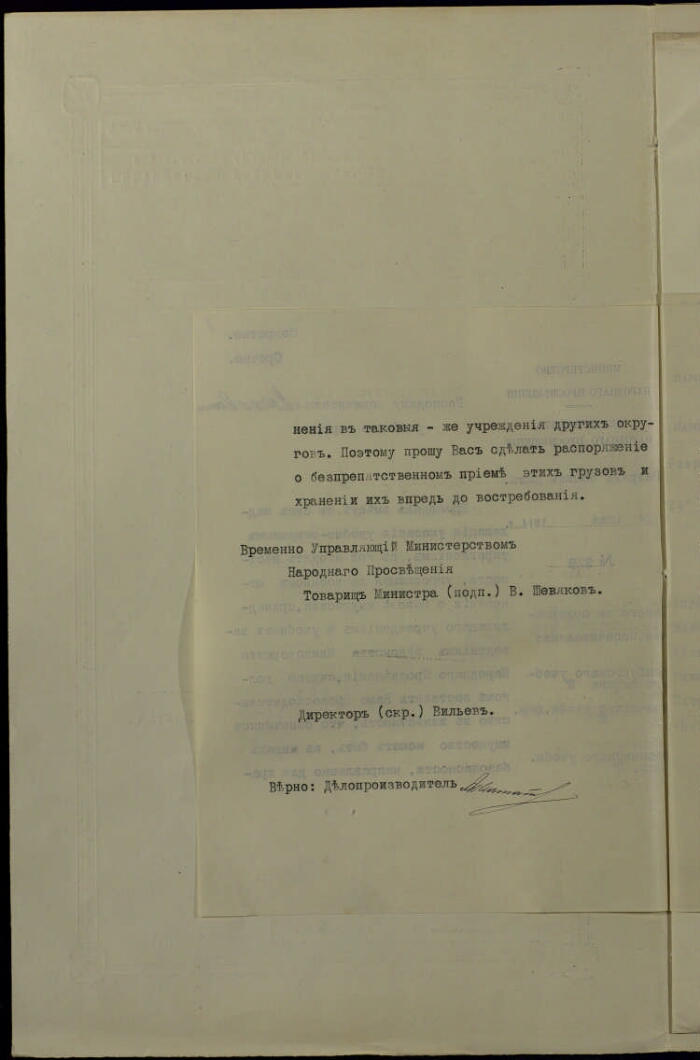 ненія въ таковыя - же учрежденія другихъ окру-
говъ. Поэтому прошу Васъ сдѣлать распоряженіе
о безпрепятственномъ пріемѣ этихъ грузовъ и
храненіи ихъ впредь до востребованія.
Временно Управляющій Министерствомъ
Народнаго Просвѣщенія
Товарищъ Министра (подп.) В. Шевяковъ.
Директоръ (скр.) Вильевъ.
Вѣрно: Дѣлопроизводитель